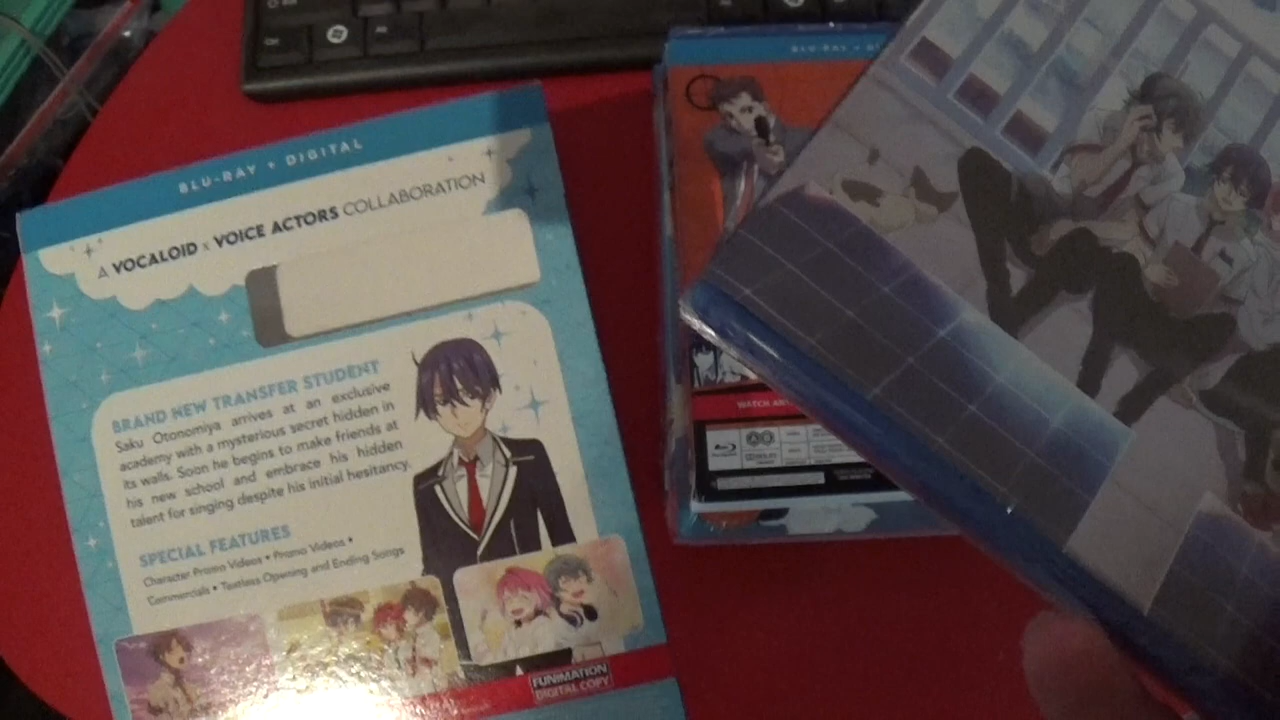 BLU-RAY + DIGITAL
A VOCALOID x VOICE ACTORS COLLABORATION
BRAND NEW TRANSFER STUDENT
Saku Otonomiya arrives at an exclusive
academy with a mysterious secret hidden in
its walls. Soon he begins to make friends at
his new school and embrace his hidden
talent for singing despite his initial hesitancy.
SPECIAL FEATURES
Character Promo Videos • Promo Videos •
Commercials • Textless Opening and Ending Songs
FUNIMATION
DIGITAL COPY
BLU-RAY +
WATCH